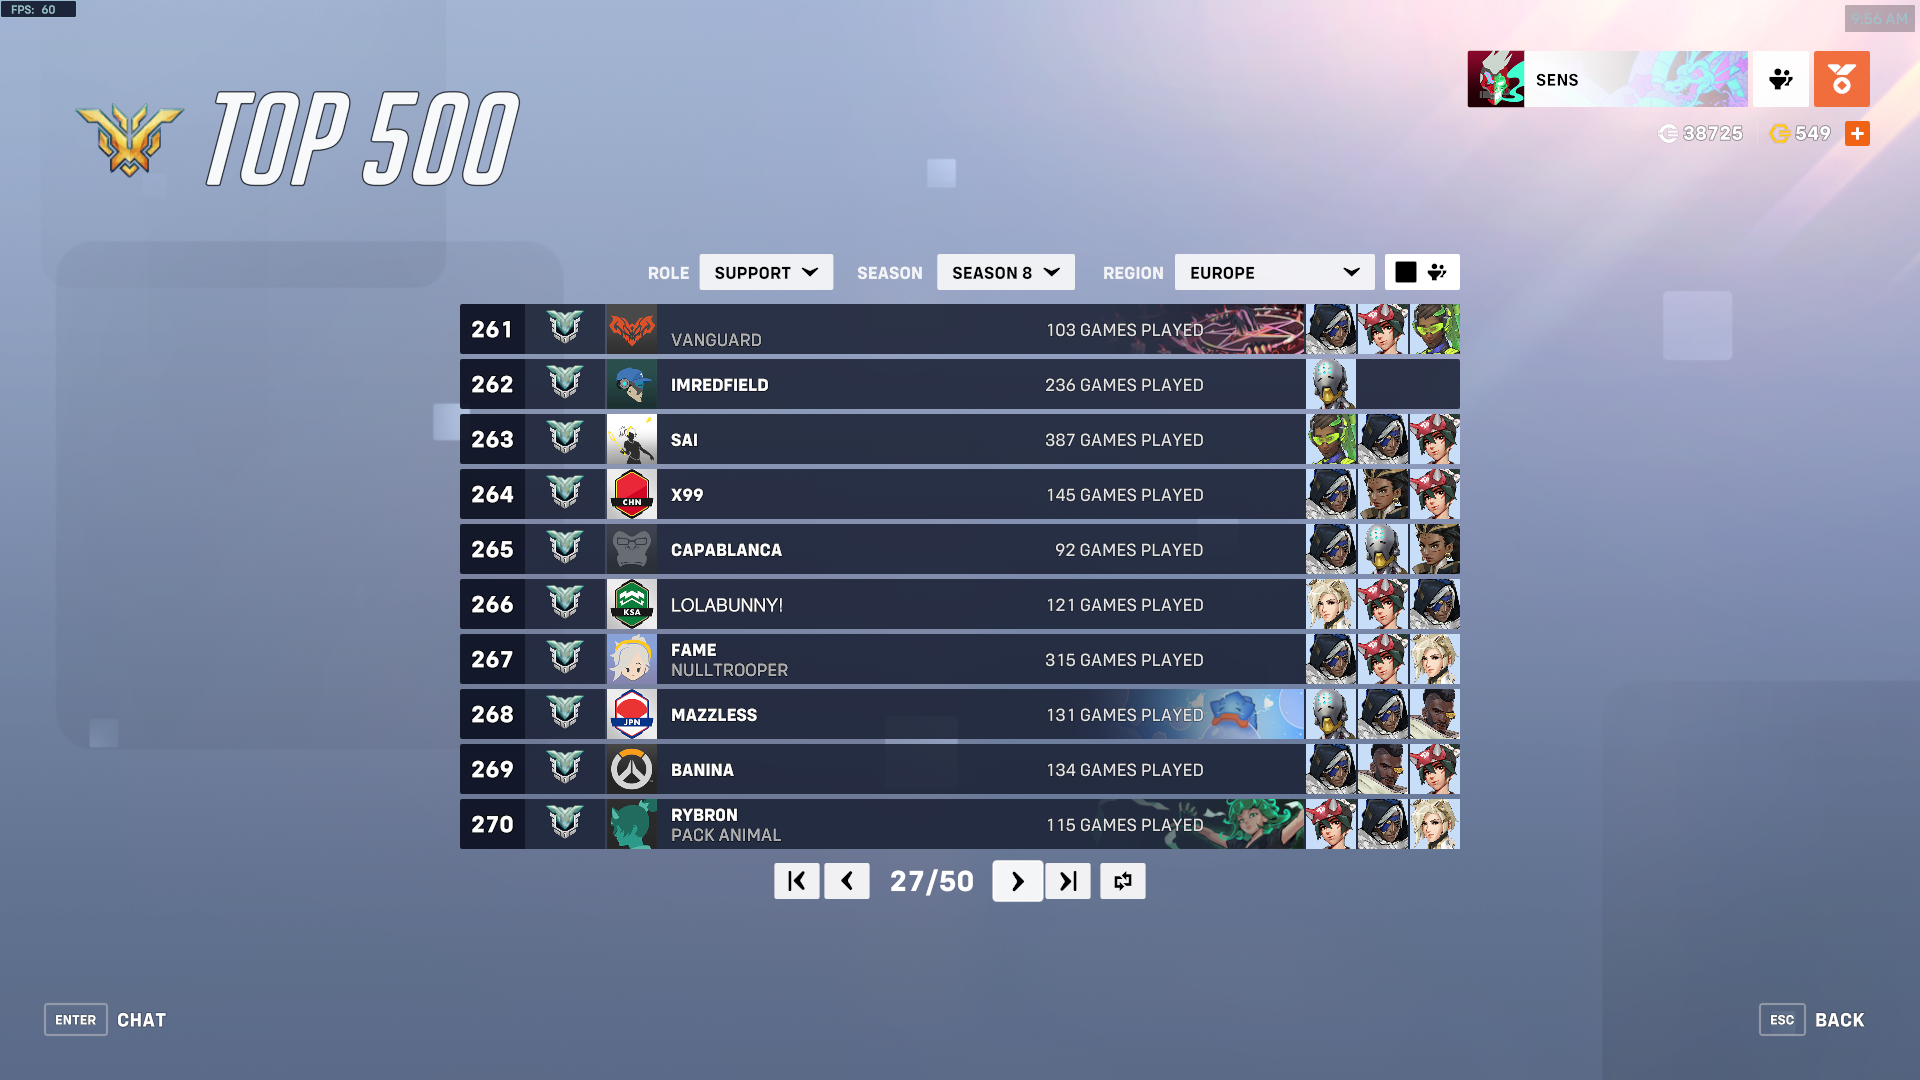 FPS: 60
9:56 AM
TOP 500
SENS
38725
549
ROLE SUPPORT SEASON SEASON 8 REGION EUROPE
261 VANGUARD 103 GAMES PLAYED
262 IMREDFIELD 236 GAMES PLAYED
263 SAI 387 GAMES PLAYED
264 CHN X99 145 GAMES PLAYED
265 CAPABLANCA 92 GAMES PLAYED
266 KSA LOLABUNNY! 121 GAMES PLAYED
267 FAME 315 GAMES PLAYED
NULLTROOPER
268 JPN MAZZLESS 131 GAMES PLAYED
269 BANINA 134 GAMES PLAYED
270 RYBRON 115 GAMES PLAYED
PACK ANIMAL
27/50
ENTER CHAT
ESC BACK